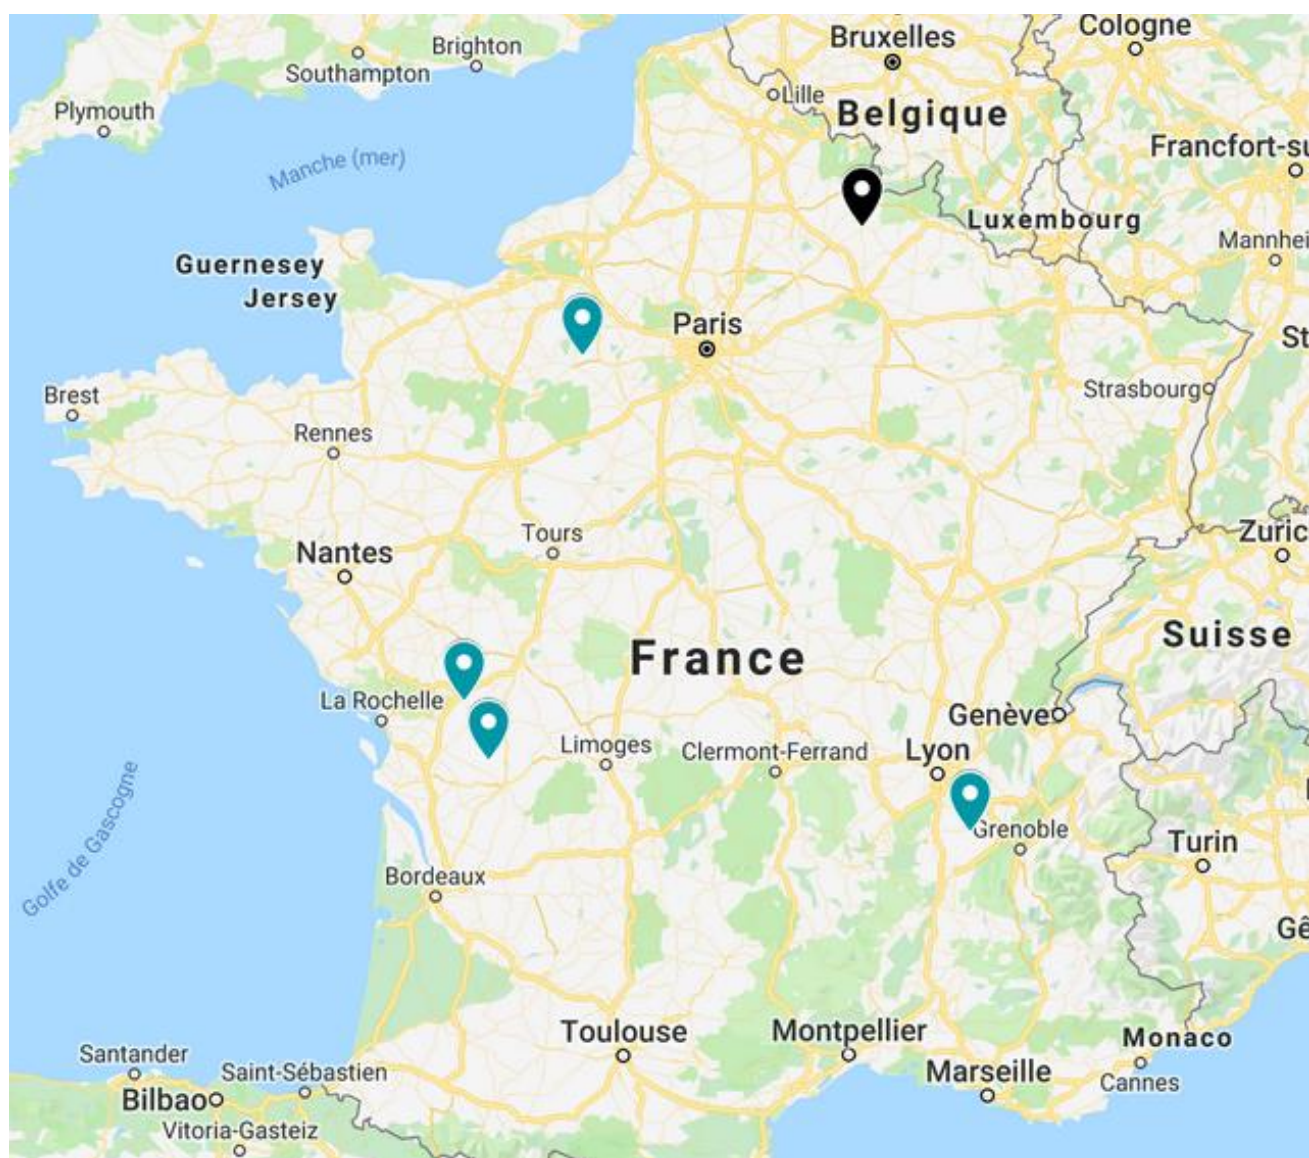 Cologne
Brighton
Bruxelles
Southampton
Lille
Plymouth
Belgique
Manche (mer)
Francfort-su
Luxembourg
Mannhei
Guernesey
Jersey
Paris
St
Brest
Strasbourg
Rennes
Tours
Zuric
Nantes
Suisse
France
La Rochelle
Genève
Limoges
Clermont-Ferrand
Lyon
Golfe de Gascogne
Grenoble
Turin
Bordeaux
Gê
Toulouse
Montpellier
Monaco
Santander
Saint-Sébastien
Marseille
Cannes
Bilbao
Vitoria-Gasteiz